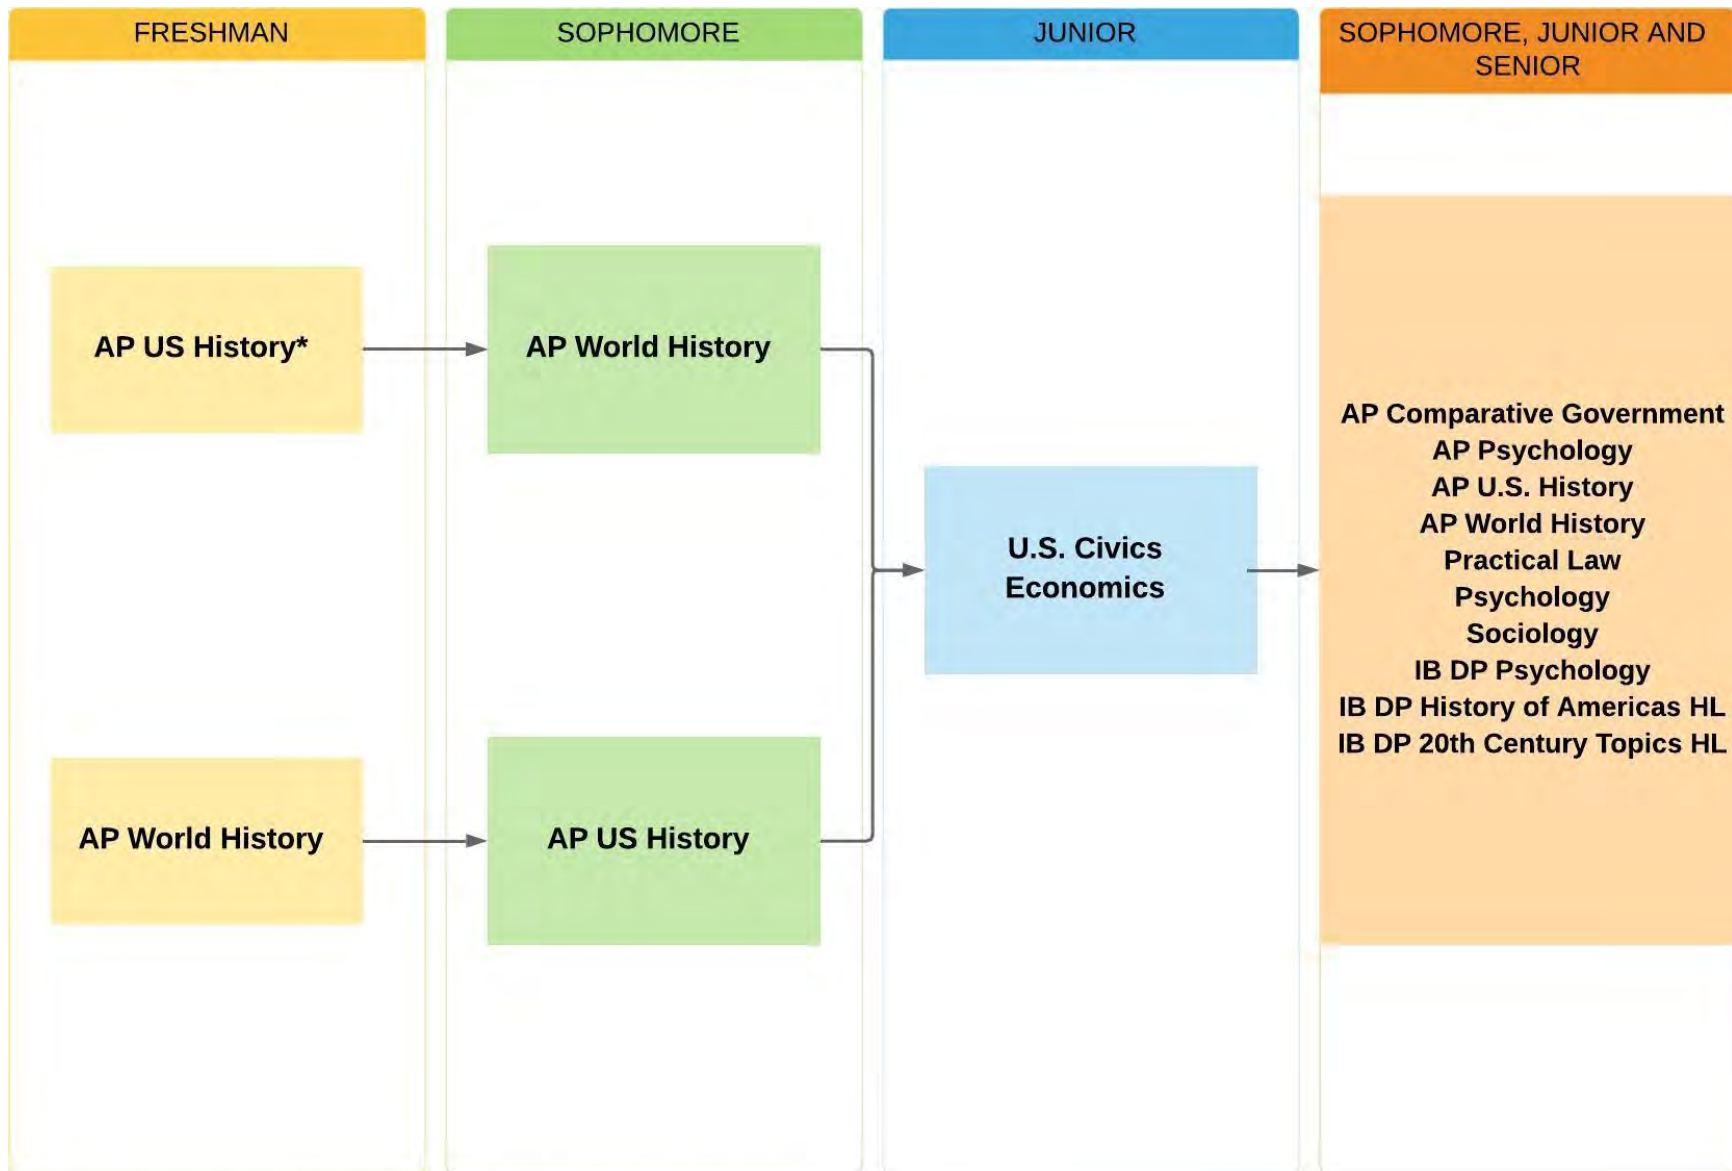 FRESHMAN
SOPHOMORE
JUNIOR
SOPHOMORE, JUNIOR AND
SENIOR
AP US History*
AP World History
AP World History
AP US History
U.S. Civics
Economics
AP Comparative Government
AP Psychology
AP U.S. History
AP World History
Practical Law
Psychology
Sociology
IB DP Psychology
IB DP History of Americas HL
IB DP 20th Century Topics HL